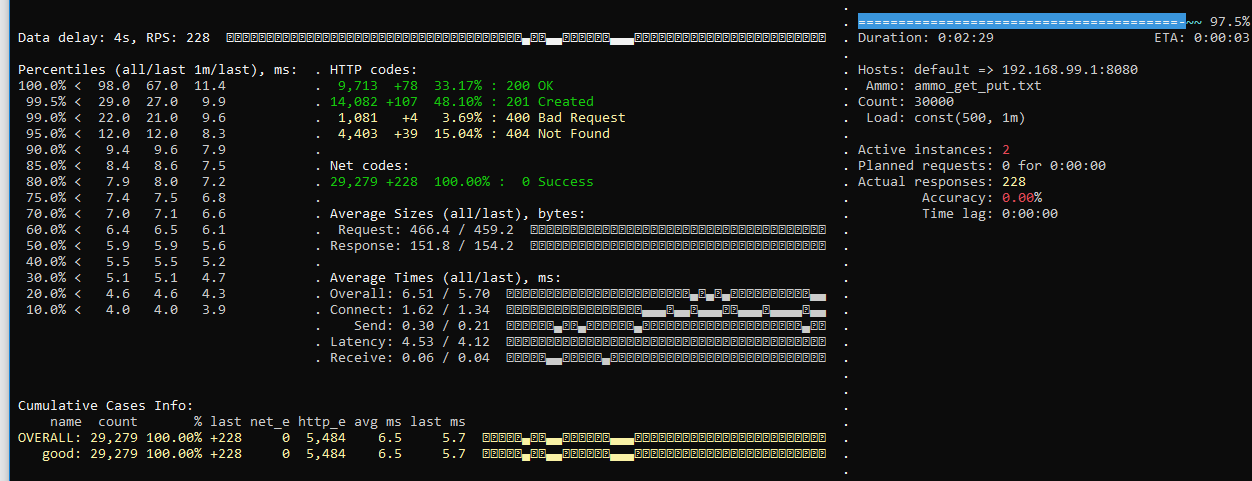 Data delay: 4s, RPS: 228
Percentiles (all/last 1m/last), ms:
100.0% < 98.0 67.0 11.4
99.5% < 29.0 27.0 9.9
99.0% < 22.0 21.0 9.6
95.0% < 12.0 12.0 8.3
90.0% < 9.4 9.6 7.9
85.0% < 8.4 8.6 7.5
80.0% < 7.9 8.0 7.2
75.0% < 7.4 7.5 6.8
70.0% < 7.0 7.1 6.6
60.0% < 6.4 6.5 6.1
50.0% < 5.9 5.9 5.6
40.0% < 5.5 5.5 5.2
30.0% < 5.1 5.1 4.7
20.0% < 4.6 4.6 4.3
10.0% < 4.0 4.0 3.9
. HTTP codes:
. 9,713 +78 33.17% : 200 OK
. 14,082 +107 48.10% : 201 Created
. 1,081 +4 3.69% : 400 Bad Request
. 4,403 +39 15.04% : 404 Not Found
. Net codes:
. 29,279 +228 100.00% : 0 Success
. Average Sizes (all/last), bytes:
. Request: 466.4 / 459.2
. Response: 151.8 / 154.2
. Average Times (all/last), ms:
. Overall: 6.51 / 5.70
. Connect: 1.62 / 1.34
. Send: 0.30 / 0.21
. Latency: 4.53 / 4.12
. Receive: 0.06 / 0.04
Cumulative Cases Info:
name count % last net_e http_e avg ms last ms
OVERALL: 29,279 100.00% +228 0 5,484 6.5 5.7
good: 29,279 100.00% +228 0 5,484 6.5 5.7
. =========================================-~~ 97.5%
. Duration: 0:02:29 ETA: 0:00:03
. Hosts: default => 192.168.99.1:8080
. Ammo: ammo_get_put.txt
. Count: 30000
. Load: const(500, 1m)
. Active instances: 2
. Planned requests: 0 for 0:00:00
. Actual responses: 228
. Accuracy: 0.00%
. Time lag: 0:00:00